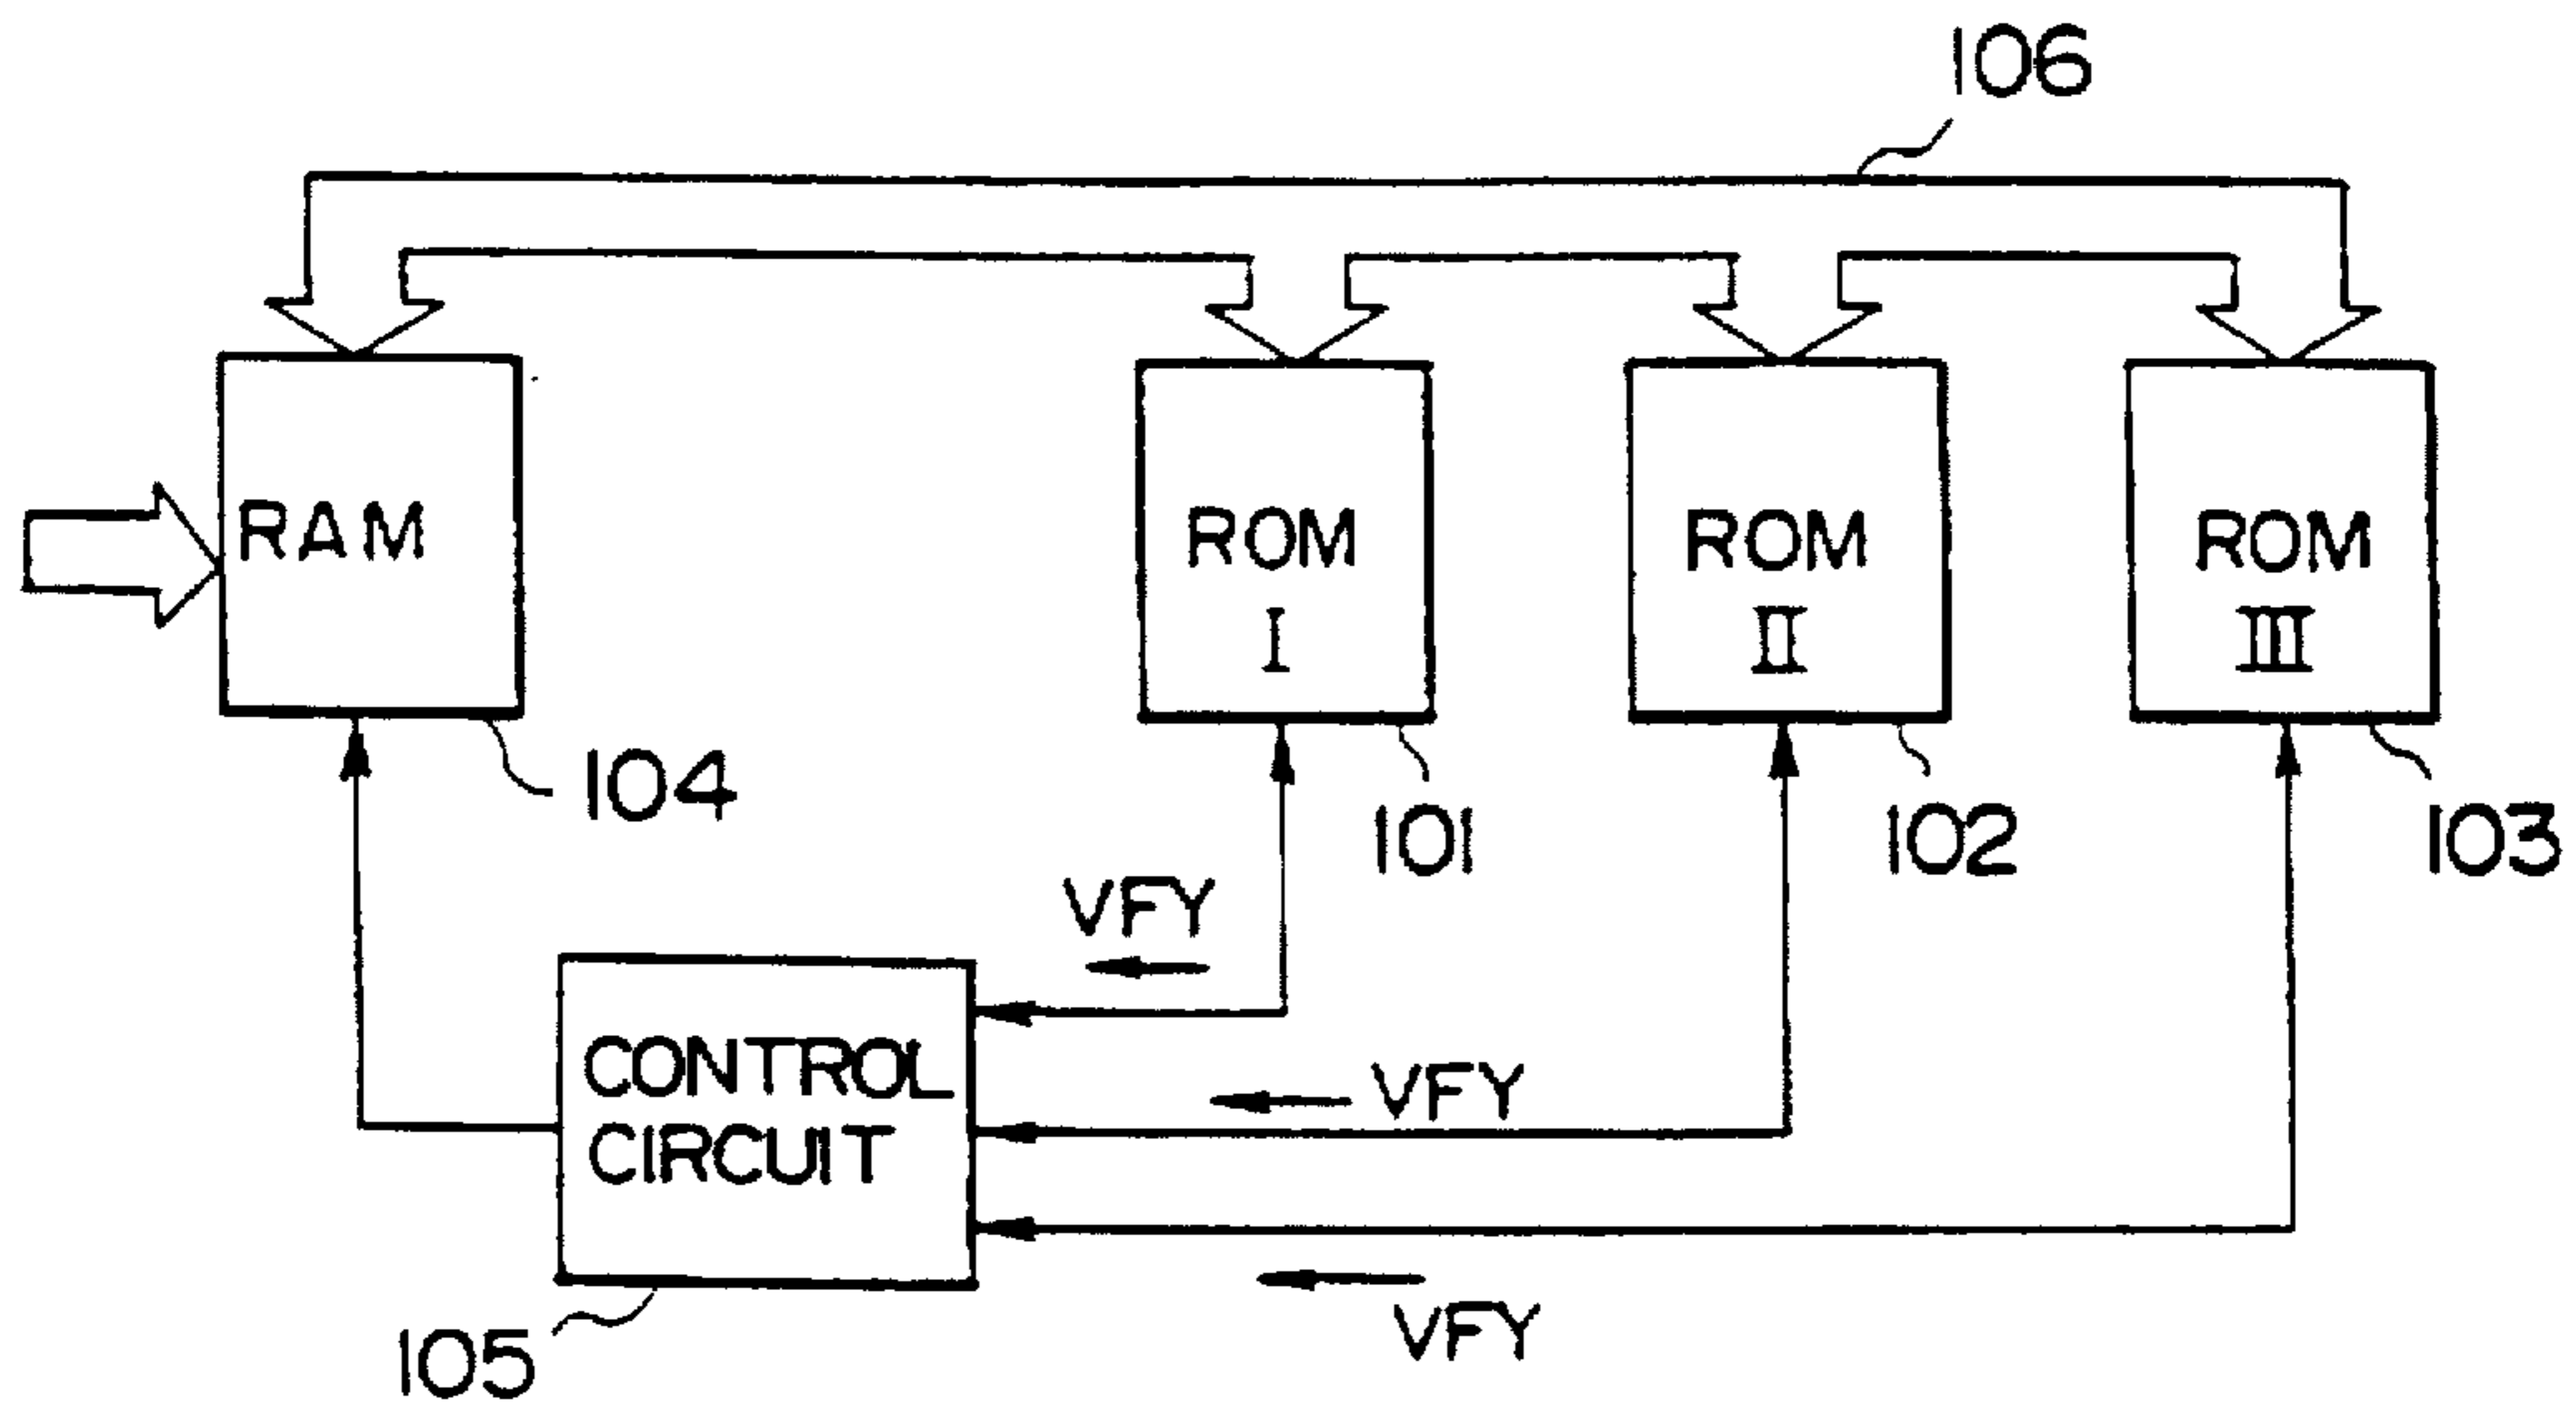 106
RAM
ROM
I
ROM
II
ROM
III
104
101
102
103
VFY
VFY
CONTROL
CIRCUIT
VFY
105